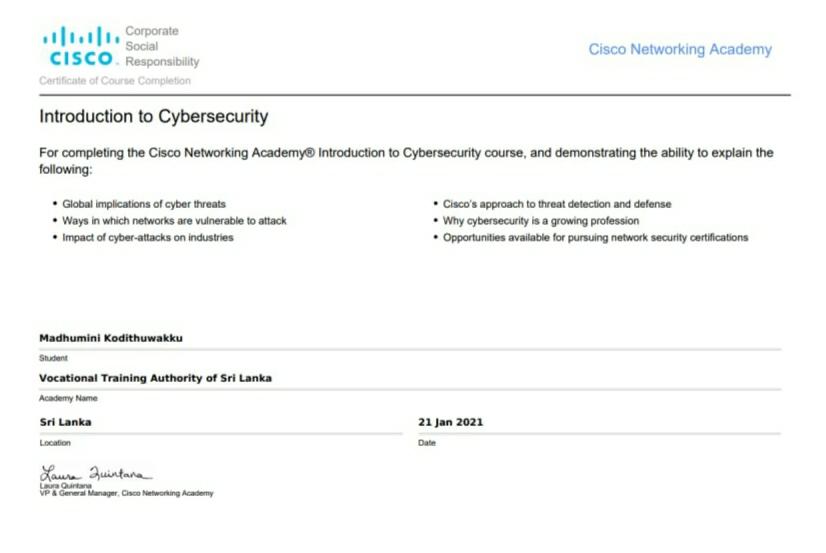 Corporate
Social
CISCO. Responsibility
Cisco Networking Academy
Certificate of Course Completion
Introduction to Cybersecurity
For completing the Cisco Networking Academy® Introduction to Cybersecurity course, and demonstrating the ability to explain the
following:
• Global implications of cyber threats
• Ways in which networks are vulnerable to attack
• Impact of cyber-attacks on industries
• Cisco's approach to threat detection and defense
• Why cybersecurity is a growing profession
• Opportunities available for pursuing network security certifications
Madhumini Kodithuwakku
Student
Vocational Training Authority of Sri Lanka
Academy Name
Sri Lanka
Location
21 Jan 2021
Date
Laura Quintana
Laura Quintana
VP & General Manager, Cisco Networking Academy